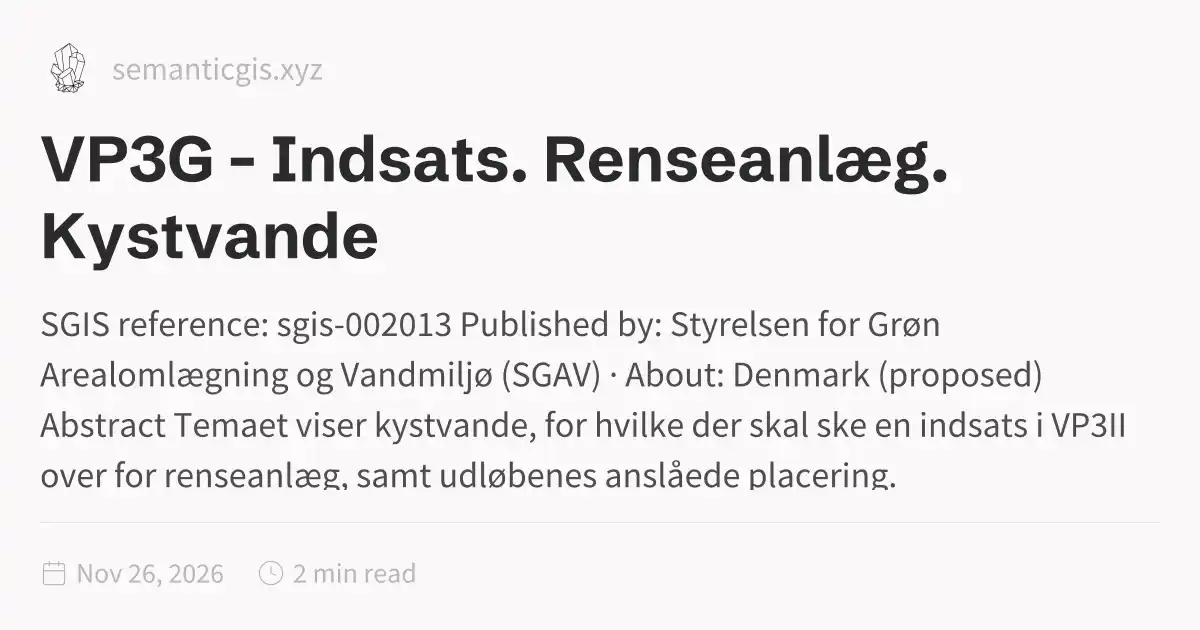 semanticgis.xyz
VP3G - Indsats. Renseanlæg.
Kystvande
SGIS reference: sgis-002013 Published by: Styrelsen for Grøn
Arealomlægning og Vandmiljø (SGAV) · About: Denmark (proposed)
Abstract Temaet viser kystvande, for hvilke der skal ske en indsats i VP3II
over for renseanlæg, samt udløbenes anslåede placering.
Nov 26, 2026 2 min read